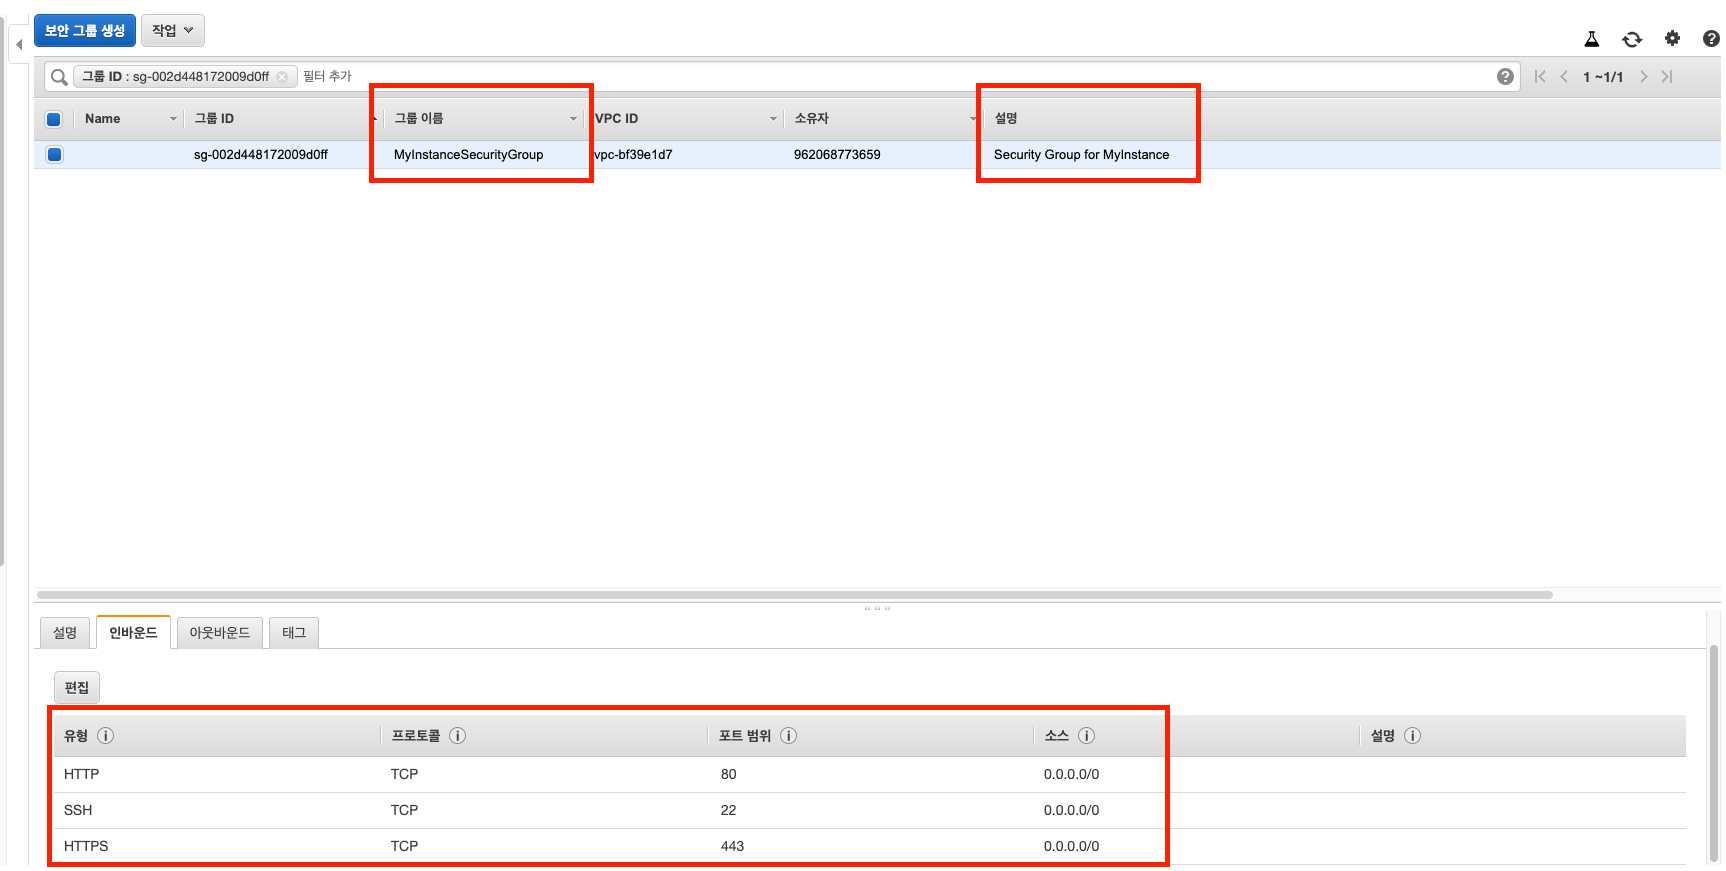 보안 그룹 생성 작업
그룹 ID : sg-002d448172009d0ff 필터 추가 1 ~1/1
Name 그룹 ID 그룹 이름 VPC ID 소유자 설명
sg-002d448172009d0ff MyInstanceSecurityGroup vpc-bf39e1d7 962068773659 Security Group for MyInstance
설명 인바운드 아웃바운드 태그
편집
유형 프로토콜 포트 범위 소스 설명
HTTP TCP 80 0.0.0.0/0
SSH TCP 22 0.0.0.0/0
HTTPS TCP 443 0.0.0.0/0